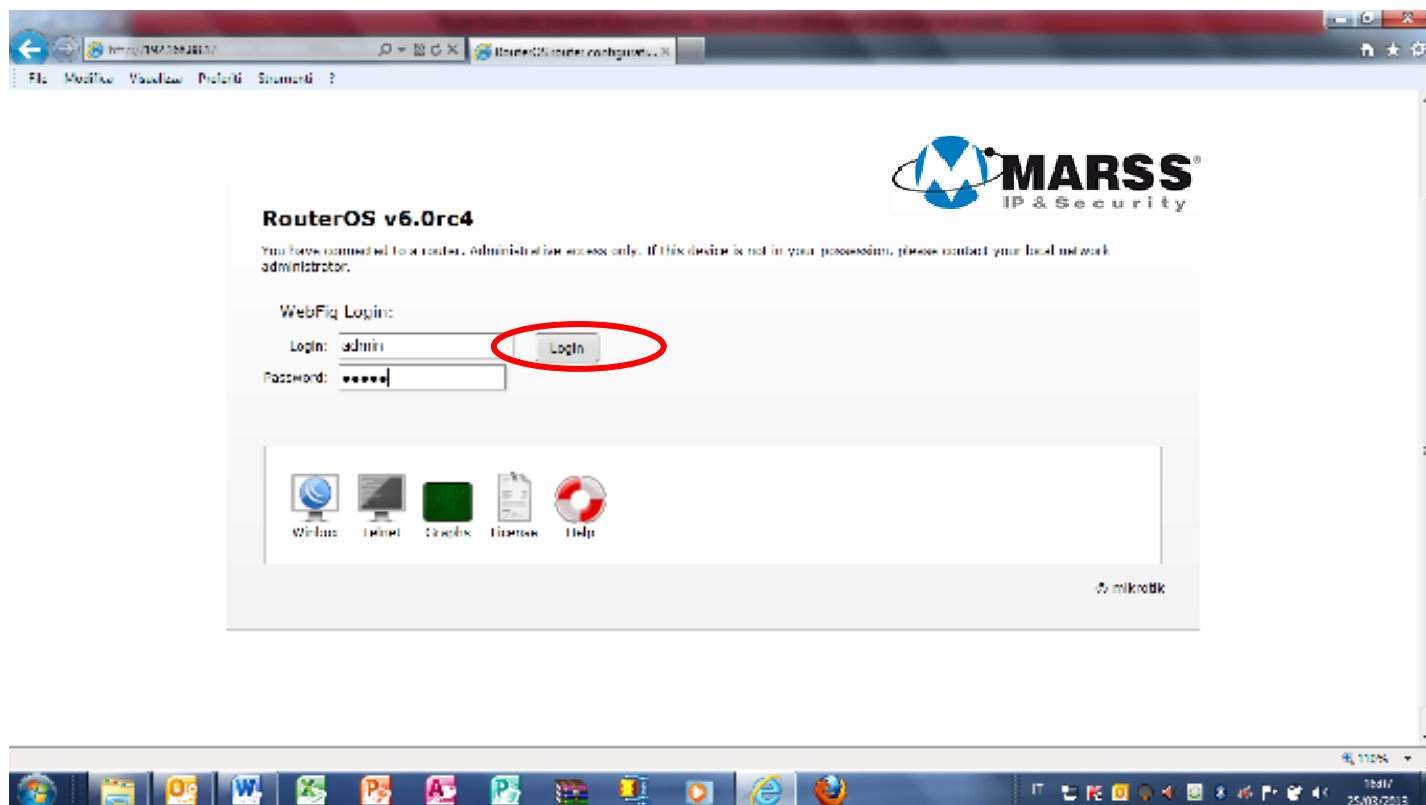 File Modifica Visualizza Preferiti Strumenti ?
MARSS®
IP & Security
RouterOS v6.0rc4
You have connected to a router. Administrative access only. If this device is not in your possession, please contact your local network
administrator.
WebFig Login:
Login: admin Login
Password:
Winbox Telnet Graphs License Help
© mikrotik
110%
IT
16:07